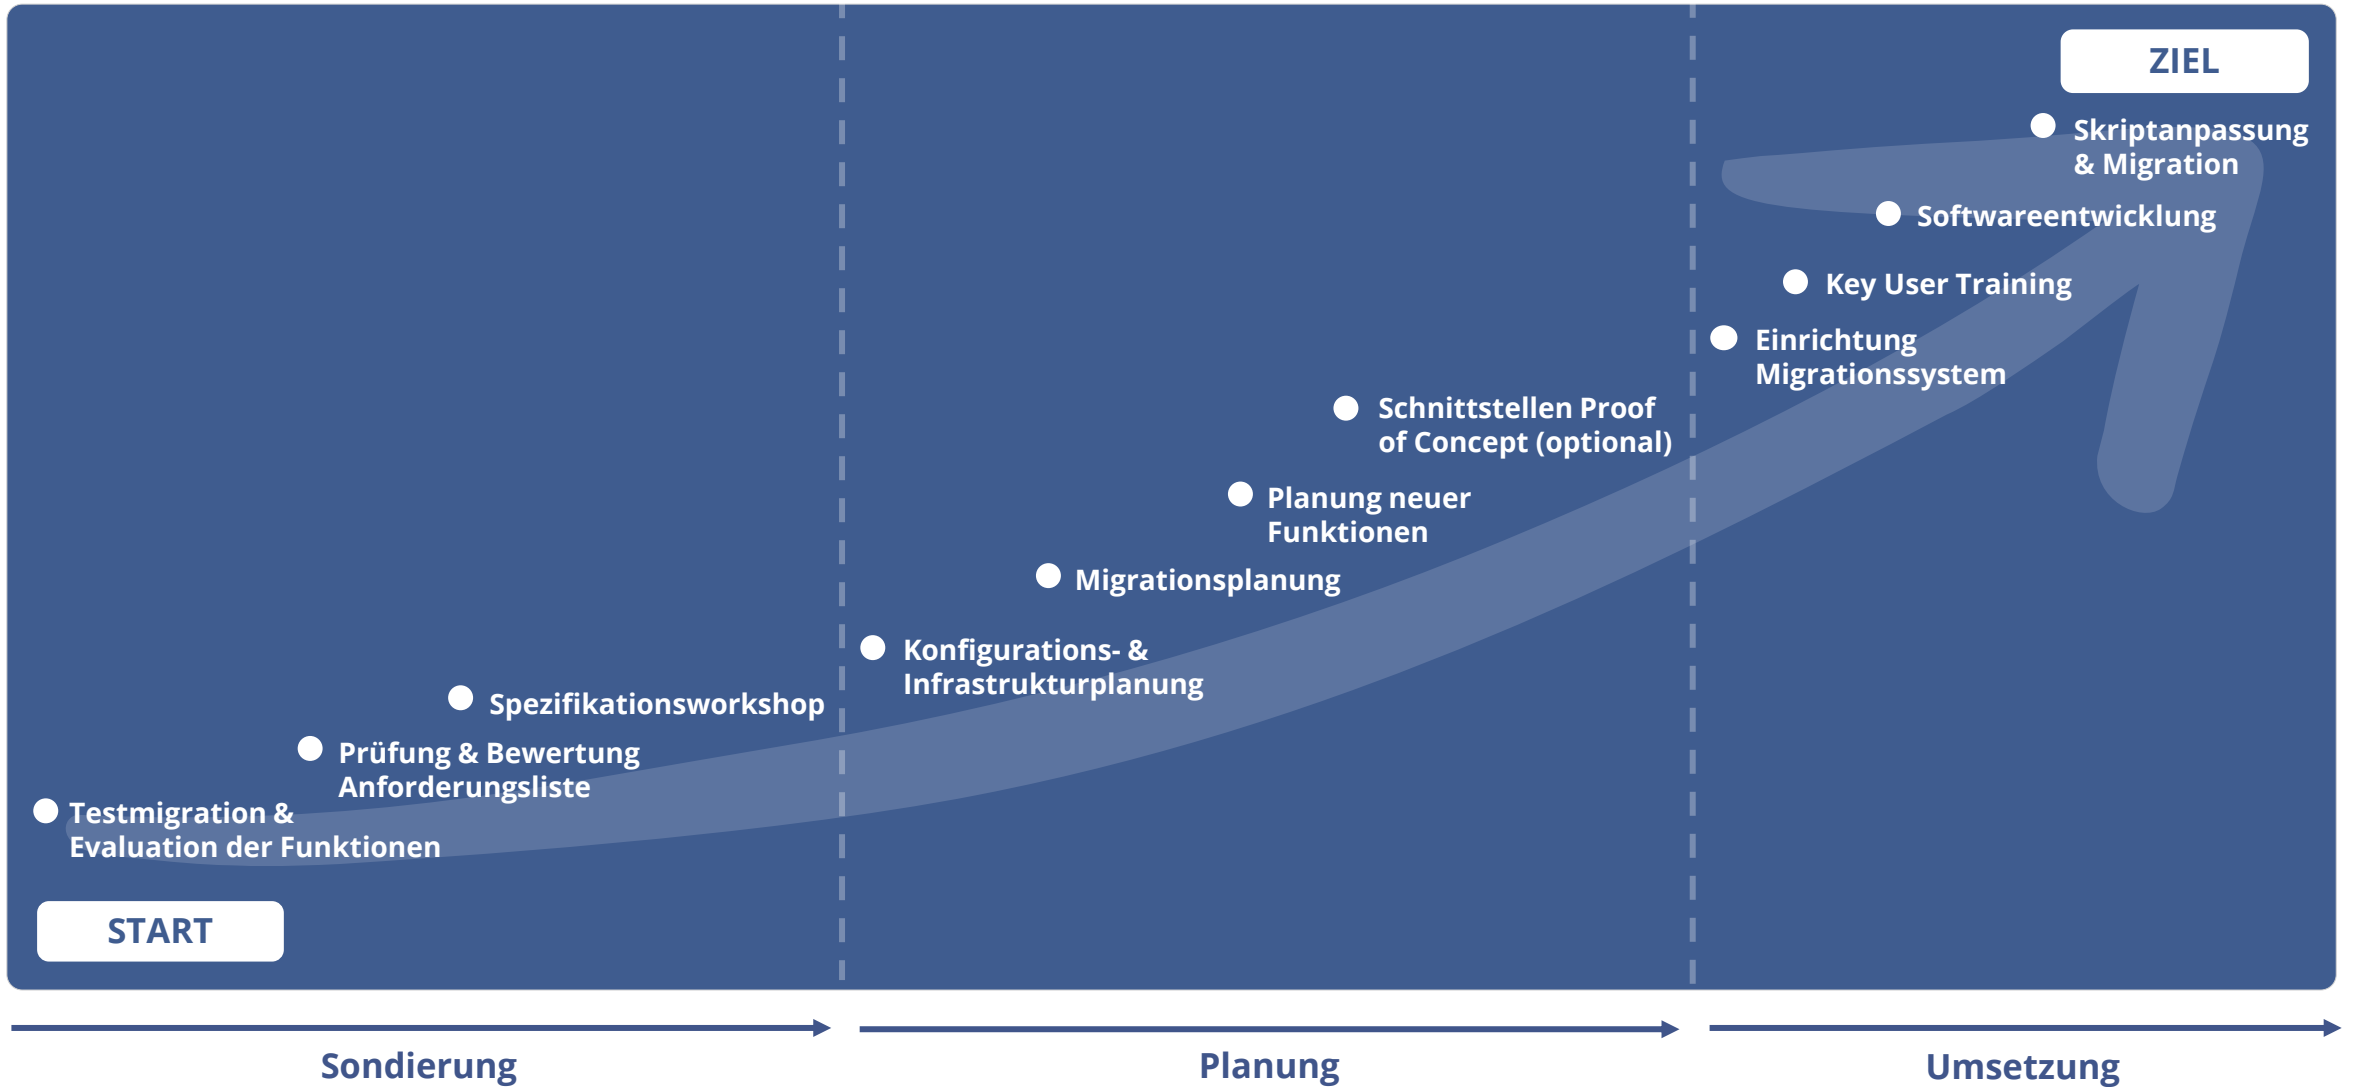 ZIEL
Skriptanpassung
& Migration
Softwareentwicklung
Key User Training
Einrichtung
Migrationssystem
Schnittstellen Proof
of Concept (optional)
Planung neuer
Funktionen
Migrationsplanung
Konfigurations- &
Infrastrukturplanung
Spezifikationsworkshop
Prüfung & Bewertung
Anforderungsliste
Testmigration &
Evaluation der Funktionen
START
Sondierung
Planung
Umsetzung